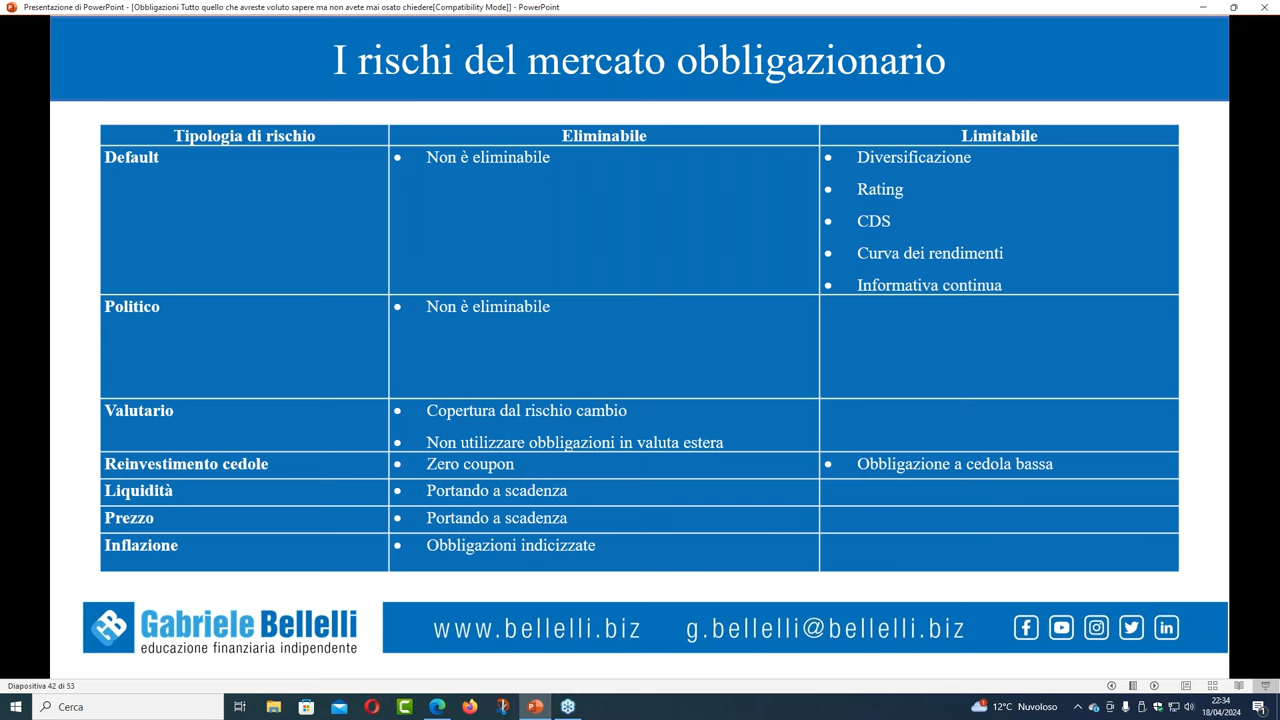 Presentazione di PowerPoint - [Obbligazioni Tutto quello che avreste voluto sapere ma non avete mai osato chiedere[Compatibility Mode]] - PowerPoint
I rischi del mercato obbligazionario
Tipologia di rischio Eliminabile Limitabile
Default • Non è eliminabile • Diversificazione
• Rating
• CDS
• Curva dei rendimenti
• Informativa continua
Politico • Non è eliminabile
Valutario • Copertura dal rischio cambio
• Non utilizzare obbligazioni in valuta estera
Reinvestimento cedole • Zero coupon • Obbligazione a cedola bassa
Liquidità • Portando a scadenza
Prezzo • Portando a scadenza
Inflazione • Obbligazioni indicizzate
Gabriele Bellelli
educazione finanziaria indipendente
www.bellelli.biz g.bellelli@bellelli.biz
Diapositiva 42 di 53
Cerca
12°C Nuvoloso
22:34
18/04/2024